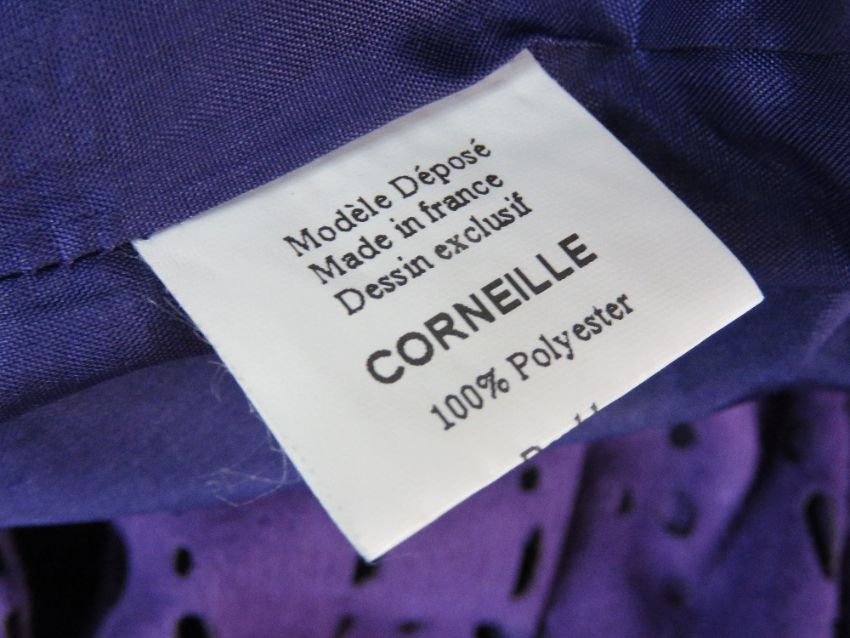 Modèle Déposé
Made in france
Dessin exclusif
CORNEILLE
100% Polyester